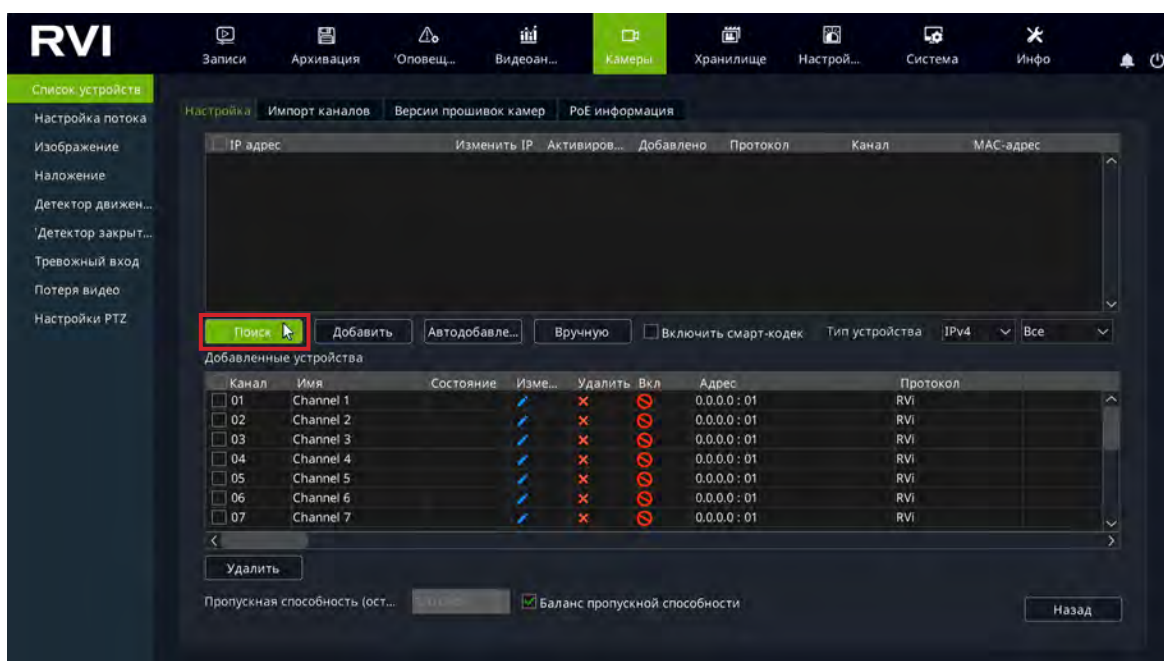 RVI
Записи
Архивация
'Оповещ...
Видеоан...
Камеры
Хранилище
Настрой...
Система
Инфо
Список устройств
Настройка потока
Изображение
Наложение
Детектор движен...
'Детектор закрыт...
Тревожный вход
Потеря видео
Настройки PTZ
Настройка Импорт каналов Версии прошивок камер PoE информация
IP адрес Изменить IP Активиров... Добавлено Протокол Канал MAC-адрес
Поиск Добавить Автодобавле... Вручную Включить смарт-кодек Тип устройства IPv4 Все
Добавленные устройства
Канал Имя Состояние Изме... Удалить Вкл Адрес Протокол
01 Channel 1 0.0.0.0 : 01 RVi
02 Channel 2 0.0.0.0 : 01 RVi
03 Channel 3 0.0.0.0 : 01 RVi
04 Channel 4 0.0.0.0 : 01 RVi
05 Channel 5 0.0.0.0 : 01 RVi
06 Channel 6 0.0.0.0 : 01 RVi
07 Channel 7 0.0.0.0 : 01 RVi
Удалить
Пропускная способность (ост... Баланс пропускной способности
Назад